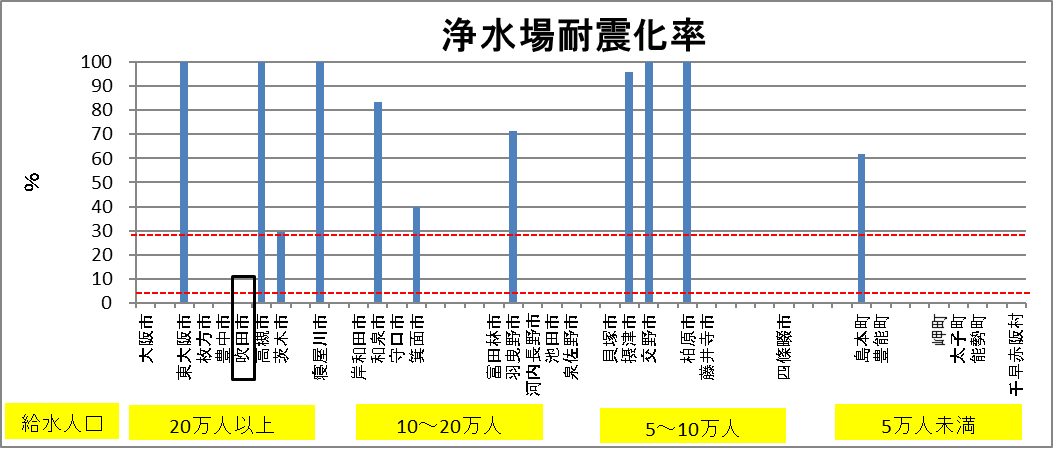 浄水場耐震化率
100
90
80
70
60
50
40
30
20
10
0
%
大阪市
東大阪市
枚方市
豊中市
吹田市
高槻市
茨木市
寝屋川市
岸和田市
和泉市
守口市
箕面市
富田林市
羽曳野市
河内長野市
池田市
泉佐野市
貝塚市
摂津市
交野市
柏原市
藤井寺市
四條畷市
島本町
豊能町
岬町
太子町
能勢町
千早赤阪村
給水人口
20万人以上
10~20万人
5~10万人
5万人未満